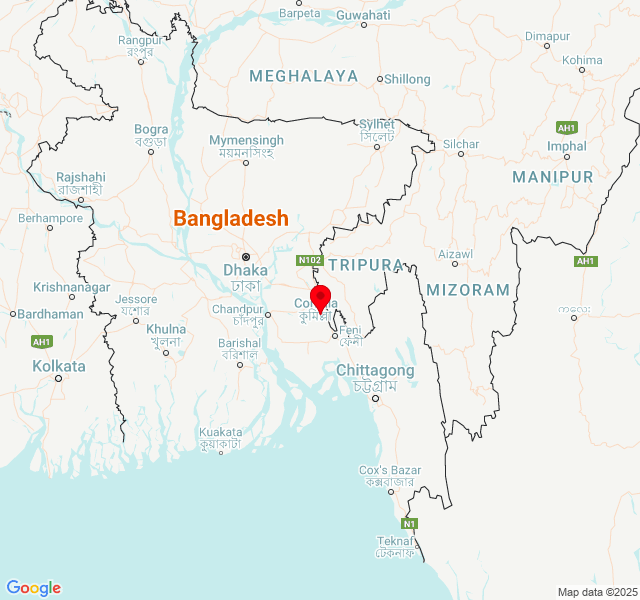 Barpeta
Guwahati
Rangpur
রংপুর
Dimapur
Kohima
MEGHALAYA
Shillong
Bogra
বগুড়া
Mymensingh
ময়মনসিংহ
Sylhet
সিলেট
Silchar
AH1
Imphal
MANIPUR
Rajshahi
রাজশাহী
Berhampore
Bangladesh
N102
TRIPURA
Aizawl
AH1
Dhaka
ঢাকা
MIZORAM
Krishnanagar
Jessore
যশোর
Chandpur
চাঁদপুর
কুমিল্লা
ကလေး
Bardhaman
Khulna
খুলনা
Feni
ফেনী
AH1
Barishal
বরিশাল
Kolkata
Chittagong
চট্টগ্রাম
Kuakata
কুয়াকাটা
Cox's Bazar
কক্সবাজার
N1
Teknaf
টেকনাফ
Google
Map data ©2025